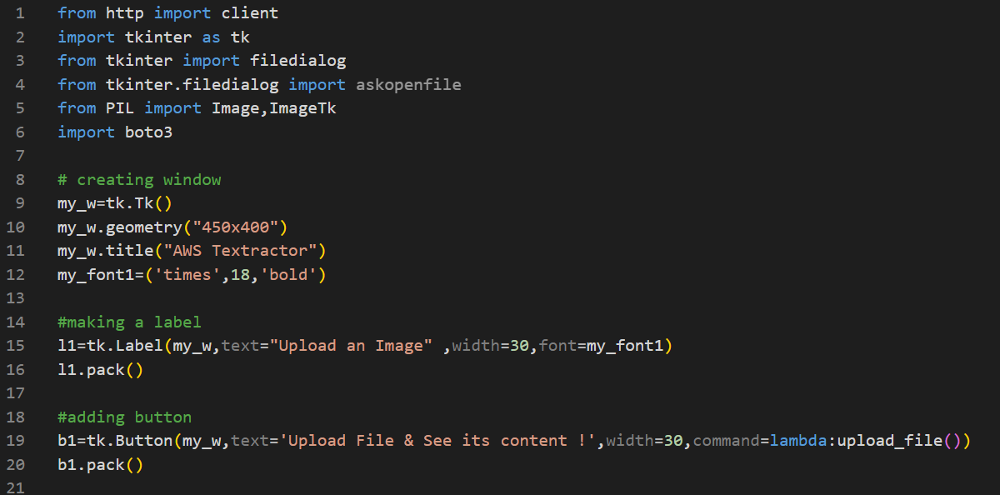 1 from http import client
2 import tkinter as tk
3 from tkinter import filedialog
4 from tkinter.filedialog import askopenfile
5 from PIL import Image,ImageTk
6 import boto3
7
8 # creating window
9 my_w=tk.Tk()
10 my_w.geometry("450x400")
11 my_w.title("AWS Textractor")
12 my_font1=('times',18,'bold')
13
14 #making a label
15 l1=tk.Label(my_w,text="Upload an Image" ,width=30,font=my_font1)
16 l1.pack()
17
18 #adding button
19 b1=tk.Button(my_w,text='Upload File & See its content !',width=30,command=lambda:upload_file())
20 b1.pack()
21